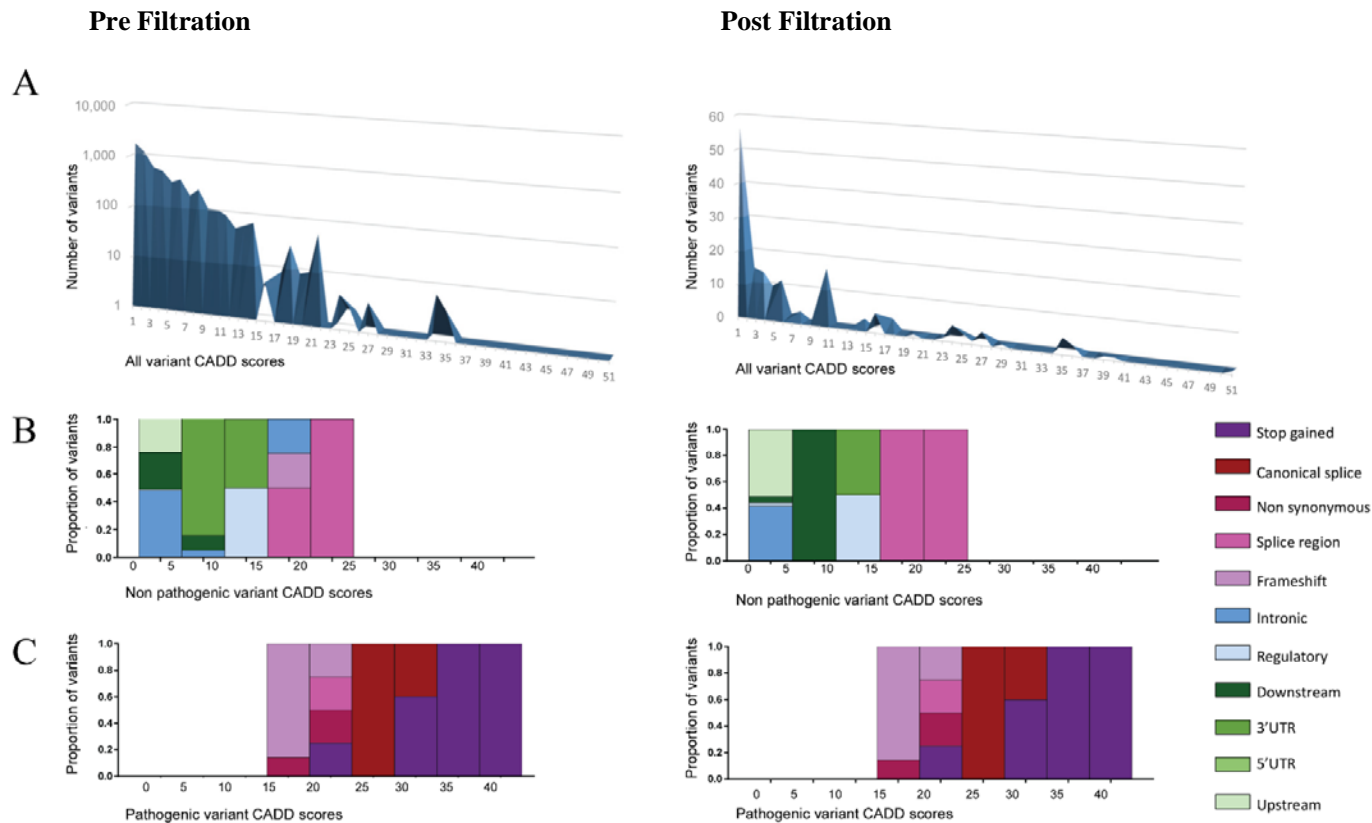 Pre Filtration
Post Filtration
A
Number of variants
10,000
1,000
100
10
1
1 3 5 7 9 11 13 15 17 19 21 23 25 27 29 31 33 35 37 39 41 43 45 47 49 51
All variant CADD scores
Number of variants
60
50
40
30
20
10
0
1 3 5 7 9 11 13 15 17 19 21 23 25 27 29 31 33 35 37 39 41 43 45 47 49 51
All variant CADD scores
B
Proportion of variants
1.0
0.8
0.6
0.4
0.2
0.0
0 5 10 15 20 25 30 35 40
Non pathogenic variant CADD scores
Proportion of variants
1.0
0.8
0.6
0.4
0.2
0.0
0 5 10 15 20 25 30 35 40
Non pathogenic variant CADD scores
C
Proportion of variants
1.0
0.8
0.6
0.4
0.2
0.0
0 5 10 15 20 25 30 35 40
Pathogenic variant CADD scores
Proportion of variants
1.0
0.8
0.6
0.4
0.2
0.0
0 5 10 15 20 25 30 35 40
Pathogenic variant CADD scores
Stop gained
Canonical splice
Non synonymous
Splice region
Frameshift
Intronic
Regulatory
Downstream
3'UTR
5'UTR
Upstream